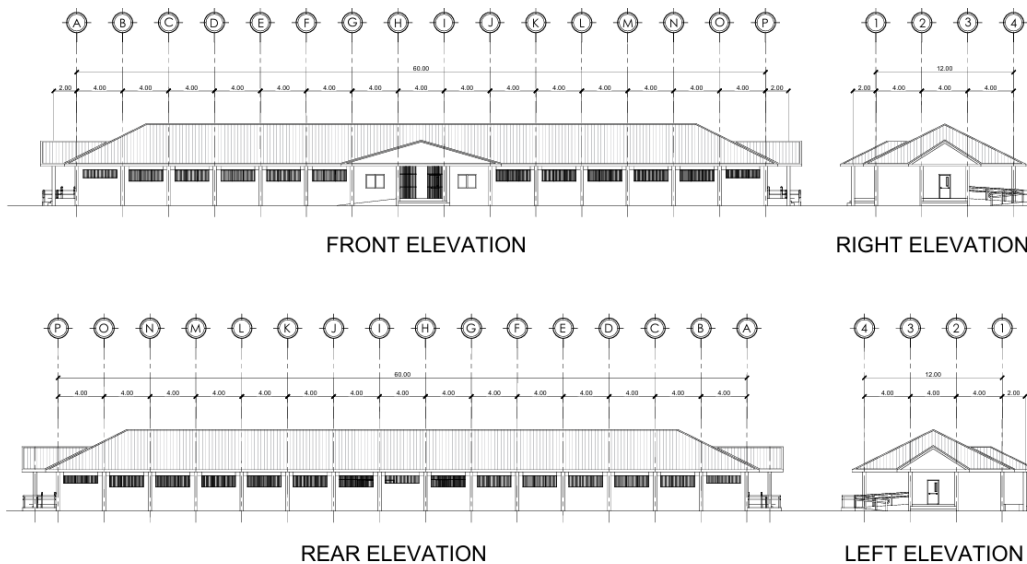 A B C D E F G H I J K L M N O P
60.00
2.00 4.00 4.00 4.00 4.00 4.00 4.00 4.00 4.00 4.00 4.00 4.00 4.00 4.00 4.00 4.00 2.00
FRONT ELEVATION
1 2 3 4
12.00
2.00 4.00 4.00 4.00
RIGHT ELEVATION
P O N M L K J I H G F E D C B A
60.00
4.00 4.00 4.00 4.00 4.00 4.00 4.00 4.00 4.00 4.00 4.00 4.00 4.00 4.00 4.00
REAR ELEVATION
4 3 2 1
12.00
4.00 4.00 4.00 2.00
LEFT ELEVATION